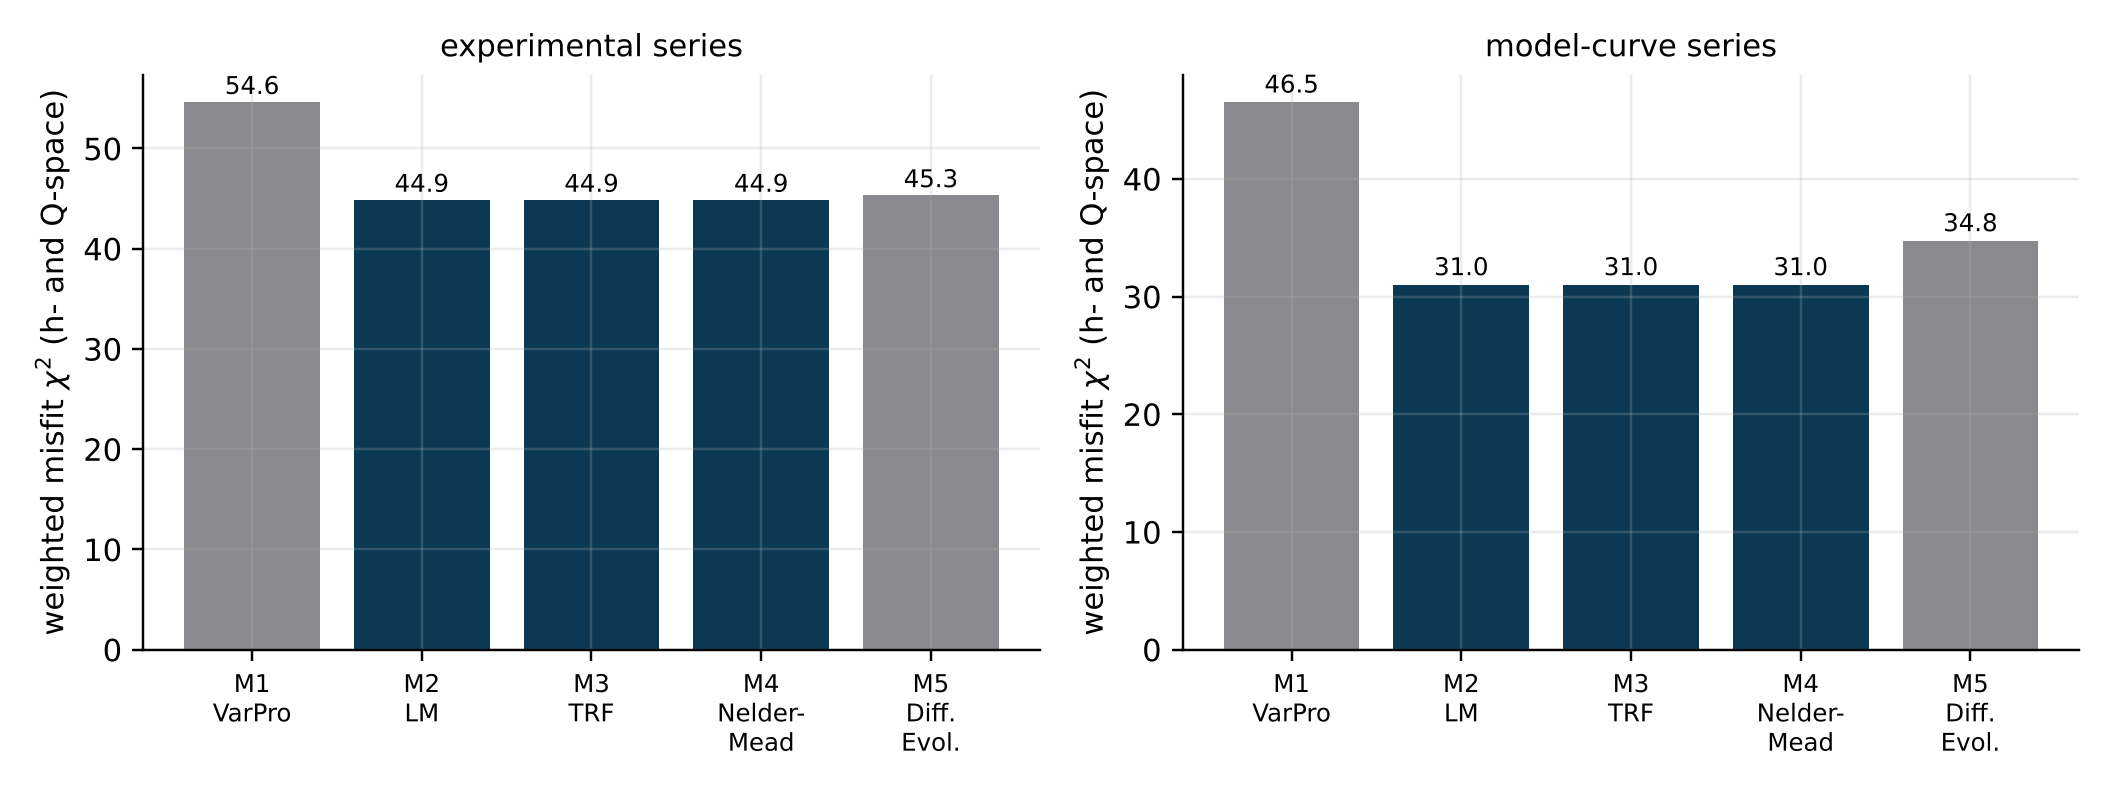 experimental series
weighted misfit χ² (h- and Q-space)
50
40
30
20
10
0
54.6
44.9
44.9
44.9
45.3
M1
VarPro
M2
LM
M3
TRF
M4
Nelder-
Mead
M5
Diff.
Evol.
model-curve series
weighted misfit χ² (h- and Q-space)
40
30
20
10
0
46.5
31.0
31.0
31.0
34.8
M1
VarPro
M2
LM
M3
TRF
M4
Nelder-
Mead
M5
Diff.
Evol.